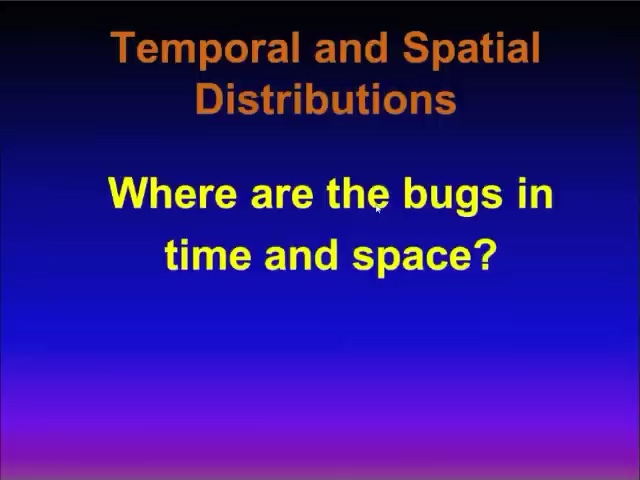 Temporal and Spatial
Distributions
Where are the bugs in
time and space?